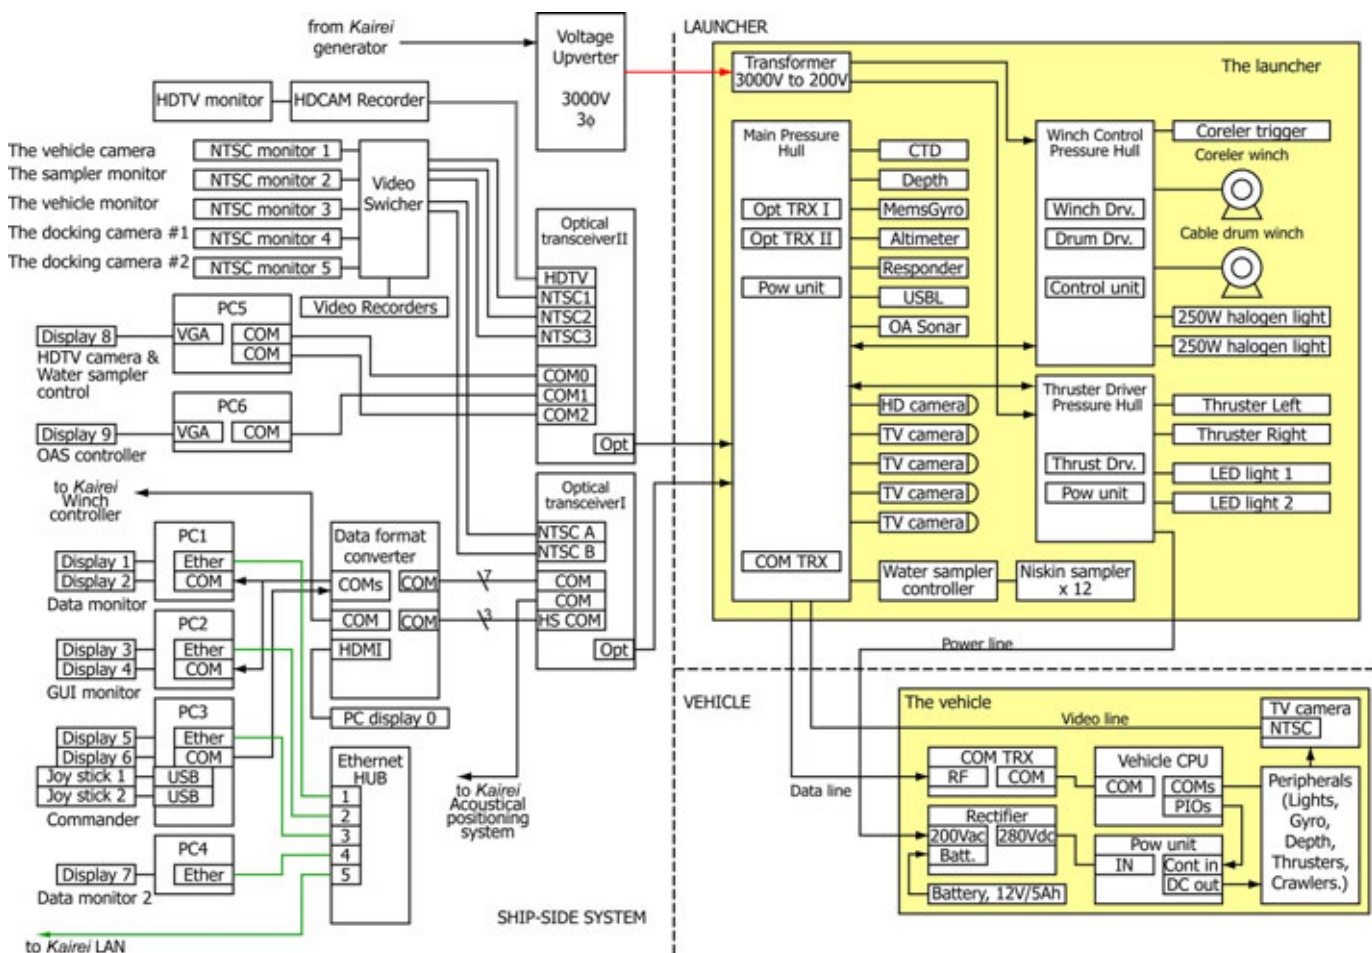 from Kairei
generator
Voltage
Upverter
3000V
3ϕ
HDTV monitor
HDCAM Recorder
The vehicle camera
The sampler monitor
The vehicle monitor
The docking camera #1
The docking camera #2
NTSC monitor 1
NTSC monitor 2
NTSC monitor 3
NTSC monitor 4
NTSC monitor 5
Video
Swicher
Video Recorders
Optical
transceiverII
HDTV
NTSC1
NTSC2
NTSC3
COM0
COM1
COM2
Opt
PC5
VGA
COM
COM
Display 8
HDTV camera &
Water sampler
control
PC6
VGA
COM
Display 9
OAS controller
to Kairei
Winch
controller
Optical
transceiverI
NTSC A
NTSC B
COM
COM
HS COM
Opt
PC1
Ether
COM
Display 1
Display 2
Data monitor
Data format
converter
COMs
COM
COM
COM
HDMI
7
3
PC2
Ether
COM
Display 3
Display 4
GUI monitor
PC display 0
PC3
Ether
COM
USB
USB
Display 5
Display 6
Joy stick 1
Joy stick 2
Commander
Ethernet
HUB
1
2
3
4
5
to Kairei
Acoustical
positioning
system
PC4
Ether
Display 7
Data monitor 2
to Kairei LAN
SHIP-SIDE SYSTEM
LAUNCHER
The launcher
Transformer
3000V to 200V
Main Pressure
Hull
Opt TRX I
Opt TRX II
Pow unit
COM TRX
CTD
Depth
MemsGyro
Altimeter
Responder
USBL
OA Sonar
HD camera
TV camera
TV camera
TV camera
TV camera
Water sampler
controller
Niskin sampler
x 12
Winch Control
Pressure Hull
Winch Drv.
Drum Drv.
Control unit
Coreler trigger
Coreler winch
Cable drum winch
250W halogen light
250W halogen light
Thruster Driver
Pressure Hull
Thrust Drv.
Pow unit
Thruster Left
Thruster Right
LED light 1
LED light 2
Power line
VEHICLE
The vehicle
Video line
Data line
TV camera
NTSC
COM TRX
RF
COM
Vehicle CPU
COM
COMs
PIOs
Rectifier
200Vac
280Vdc
Batt.
Pow unit
IN
Cont in
DC out
Battery, 12V/5Ah
Peripherals
(Lights,
Gyro,
Depth,
Thrusters,
Crawlers.)